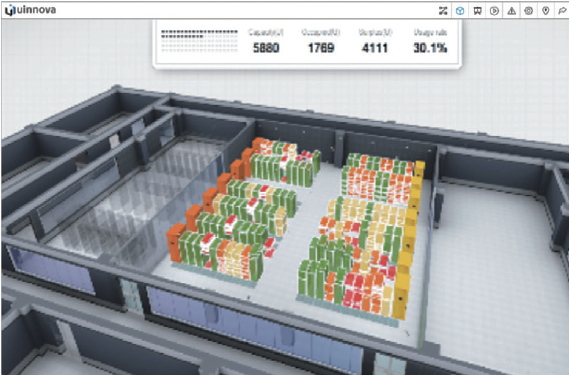 uinnova
Capacity(U) Occupied(U) Surplus(U) Usage rate
5880 1769 4111 30.1%